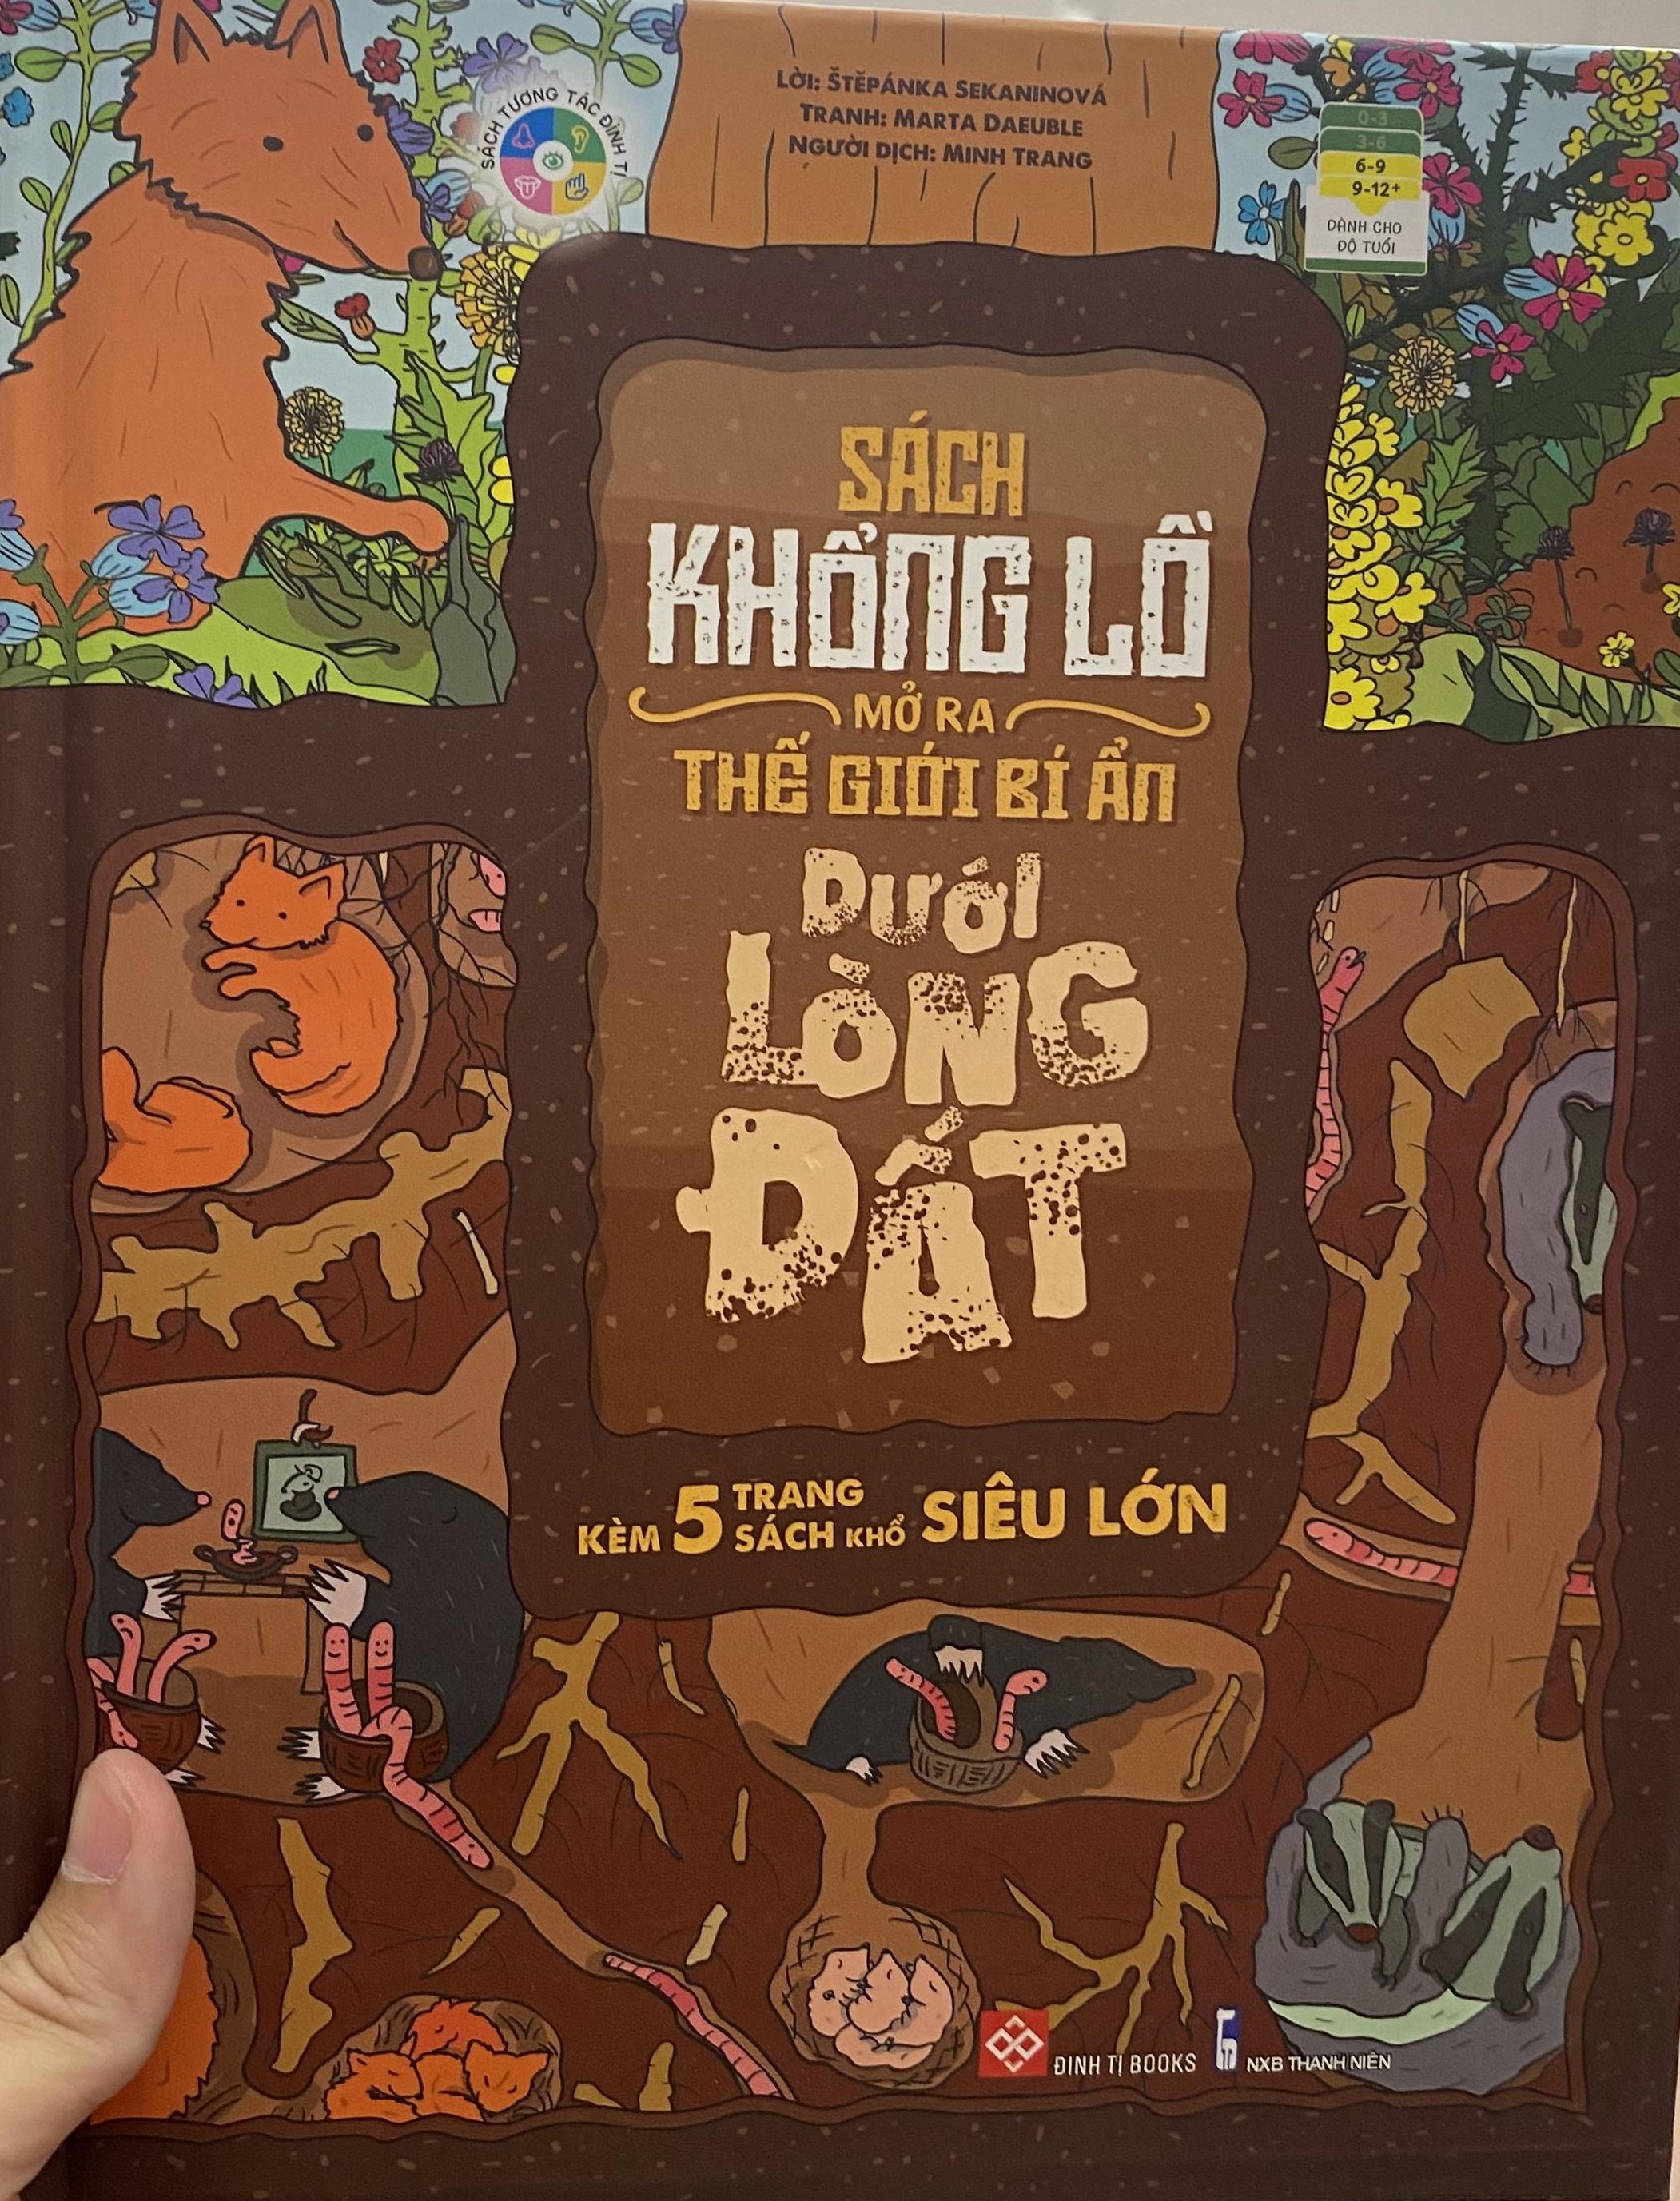 LỜI: ŠTĚPÁNKA SEKANINOVÁ
TRANH: MARTA DAEUBLE
NGƯỜI DỊCH: MINH TRANG
SÁCH TƯƠNG TÁC ĐINH TỊ
0-3
3-6
6-9
9-12+
DÀNH CHO
ĐỘ TUỔI
SÁCH
KHỔNG LỒ
MỞ RA
THẾ GIỚI BÍ ẨN
DƯỚI
LÒNG
ĐẤT
KÈM 5 TRANG SÁCH KHỔ SIÊU LỚN
ĐINH TỊ BOOKS
NXB THANH NIÊN